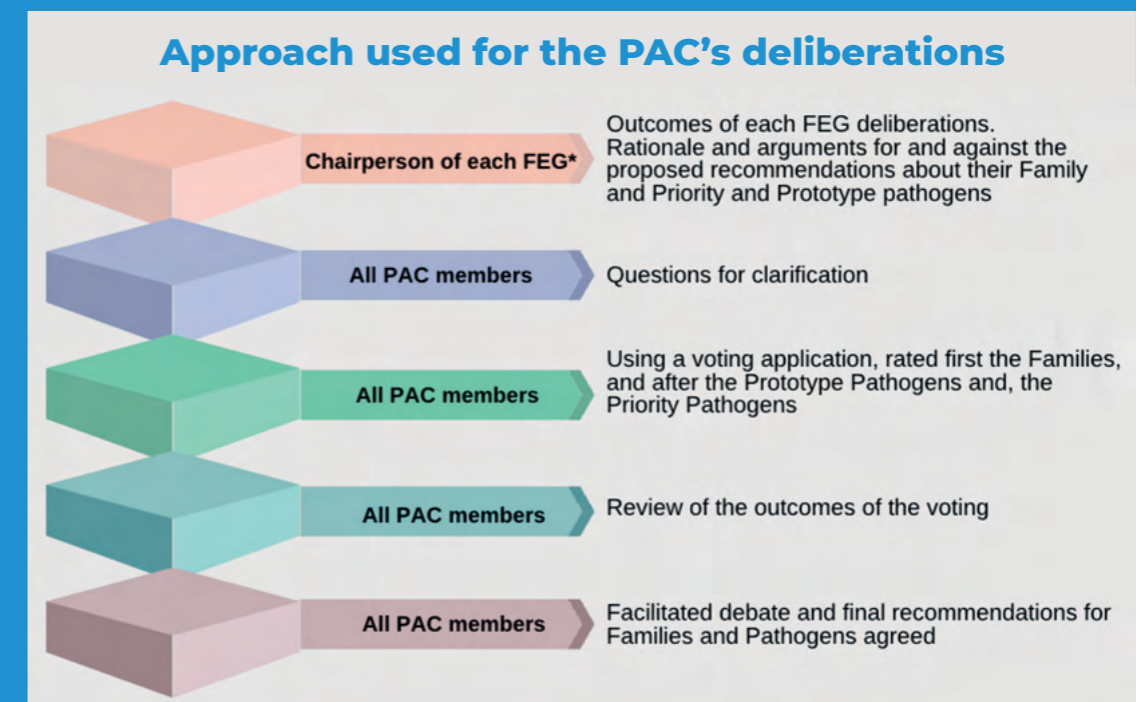 Approach used for the PAC’s deliberations
Chairperson of each FEG*
Outcomes of each FEG deliberations.
Rationale and arguments for and against the
proposed recommendations about their Family
and Priority and Prototype pathogens
All PAC members
Questions for clarification
All PAC members
Using a voting application, rated first the Families,
and after the Prototype Pathogens and, the
Priority Pathogens
All PAC members
Review of the outcomes of the voting
All PAC members
Facilitated debate and final recommendations for
Families and Pathogens agreed